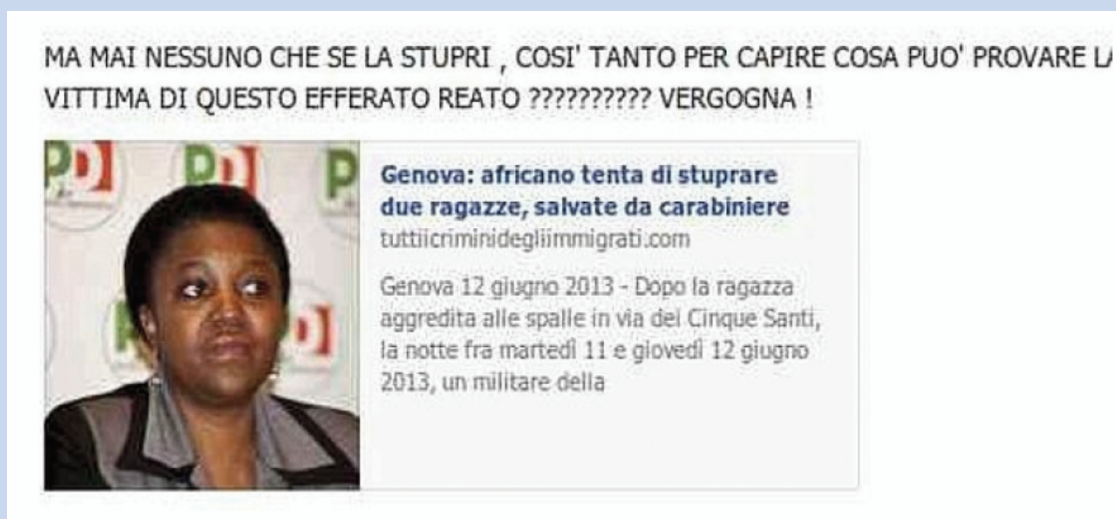 MA MAI NESSUNO CHE SE LA STUPRI , COSI' TANTO PER CAPIRE COSA PUO' PROVARE LA
VITTIMA DI QUESTO EFFERATO REATO ?????????? VERGOGNA !
PD PD P
Genova: africano tenta di stuprare
due ragazze, salvate da carabiniere
tuttiicriminidegliimmigrati.com
Genova 12 giugno 2013 - Dopo la ragazza
aggredita alle spalle in via dei Cinque Santi,
la notte fra martedì 11 e giovedì 12 giugno
2013, un militare della